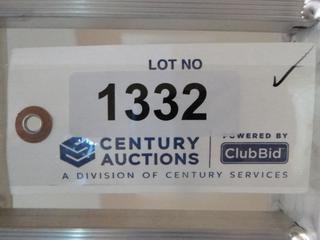 LOT NO
1332
CENTURY AUCTIONS
POWERED BY
ClubBid
A DIVISION OF CENTURY SERVICES